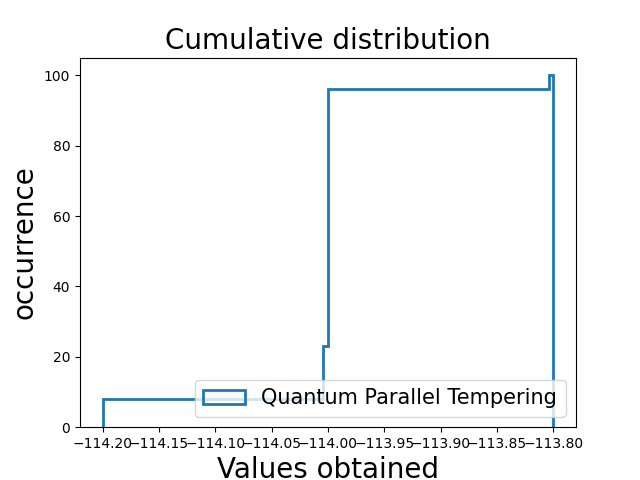 Cumulative distribution
100
80
60
40
20
0
occurrence
Quantum Parallel Tempering
−114.20 −114.15 −114.10 −114.05 −114.00 −113.95 −113.90 −113.85 −113.80
Values obtained